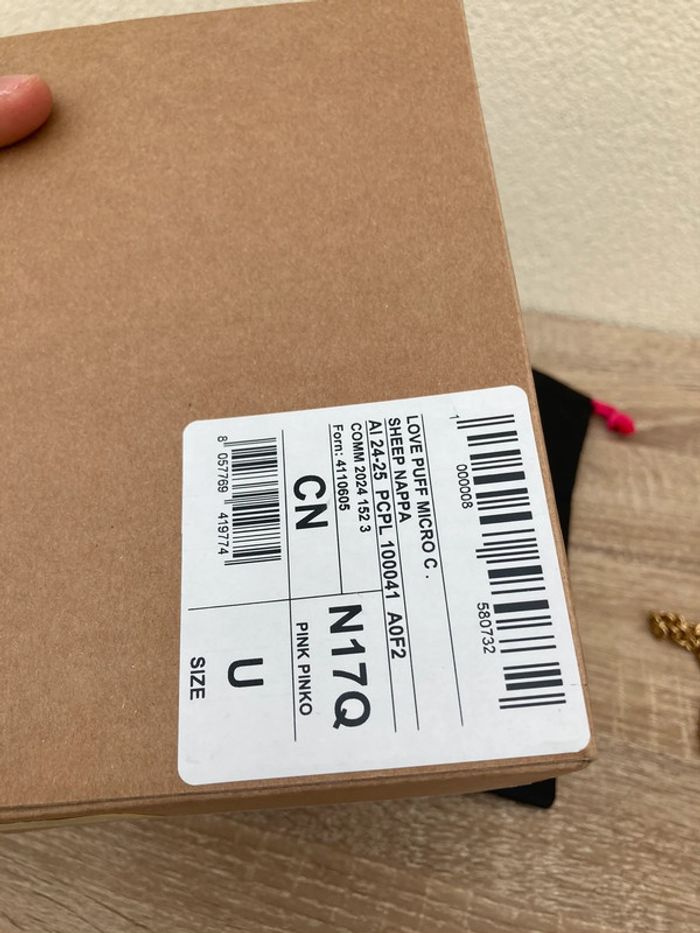 1 000008 580732
LOVE PUFF MICRO C .
SHEEP NAPPA
AI 24-25 PCPL 100041 A0F2
COMM 2024 152 3
Forn: 4110605
N17Q
PINK PINKO
CN
8 057769 419774
U
SIZE